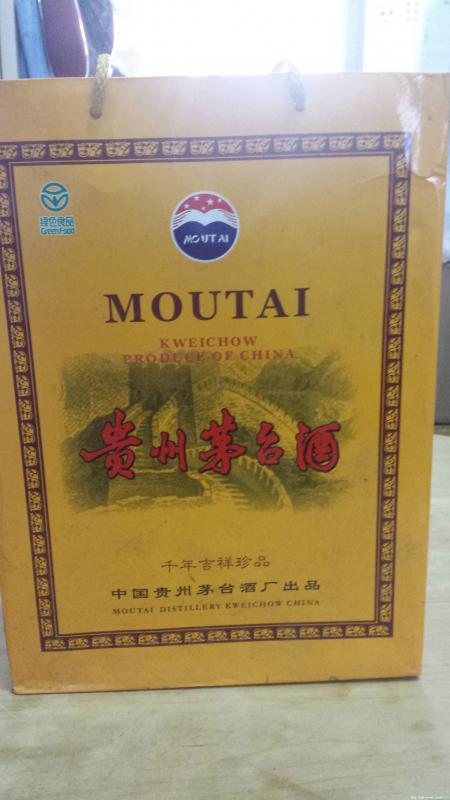 绿色食品
GreenFood
MOUTAI
MOUTAI
KWEICHOW
PRODUCE OF CHINA
贵州茅台酒
千年吉祥珍品
中国贵州茅台酒厂出品
MOUTAI DISTILLERY KWEICHOW CHINA